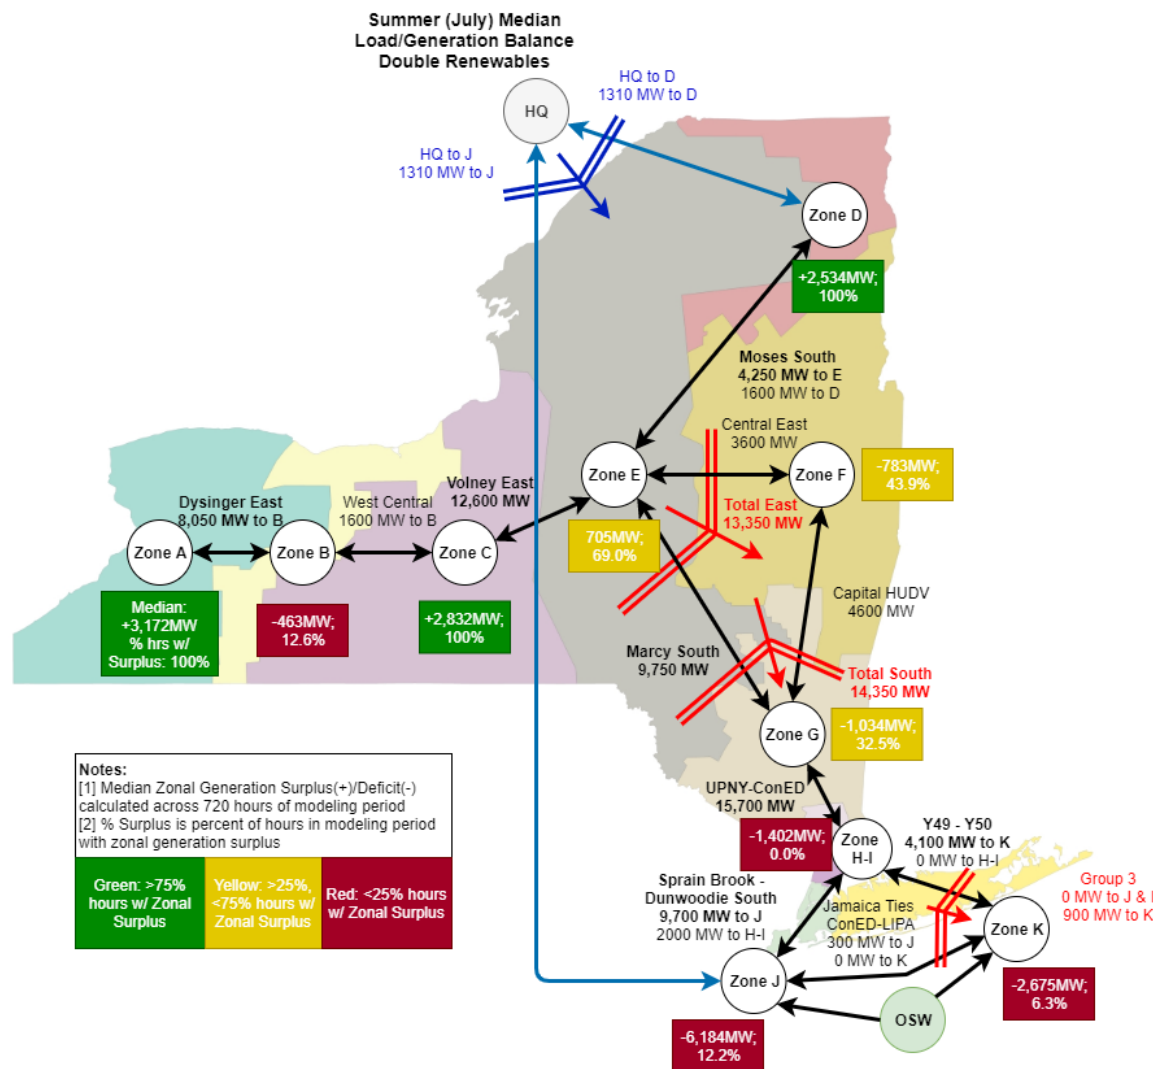 Summer (July) Median
Load/Generation Balance
Double Renewables
HQ
HQ to D
1310 MW to D
HQ to J
1310 MW to J
Zone D
+2,534MW;
100%
Moses South
4,250 MW to E
1600 MW to D
Central East
3600 MW
Zone E
Zone F
-783MW;
43.9%
Volney East
12,600 MW
Total East
13,350 MW
Dysinger East
8,050 MW to B
West Central
1600 MW to B
705MW;
69.0%
Zone A
Zone B
Zone C
Median:
+3,172MW
% hrs w/
Surplus: 100%
-463MW;
12.6%
+2,832MW;
100%
Capital HUDV
4600 MW
Marcy South
9,750 MW
Total South
14,350 MW
Zone G
-1,034MW;
32.5%
Notes:
[1] Median Zonal Generation Surplus(+)/Deficit(-)
calculated across 720 hours of modeling period
[2] % Surplus is percent of hours in modeling period
with zonal generation surplus
Green: >75%
hours w/ Zonal
Surplus
Yellow: >25%,
<75% hours w/
Zonal Surplus
Red: <25% hours
w/ Zonal Surplus
UPNY-ConED
15,700 MW
-1,402MW;
0.0%
Zone
H-I
Y49 - Y50
4,100 MW to K
0 MW to H-I
Group 3
0 MW to J & I
900 MW to K
Sprain Brook -
Dunwoodie South
9,700 MW to J
2000 MW to H-I
Jamaica Ties
ConED-LIPA
300 MW to J
0 MW to K
Zone K
-2,675MW;
6.3%
Zone J
OSW
-6,184MW;
12.2%